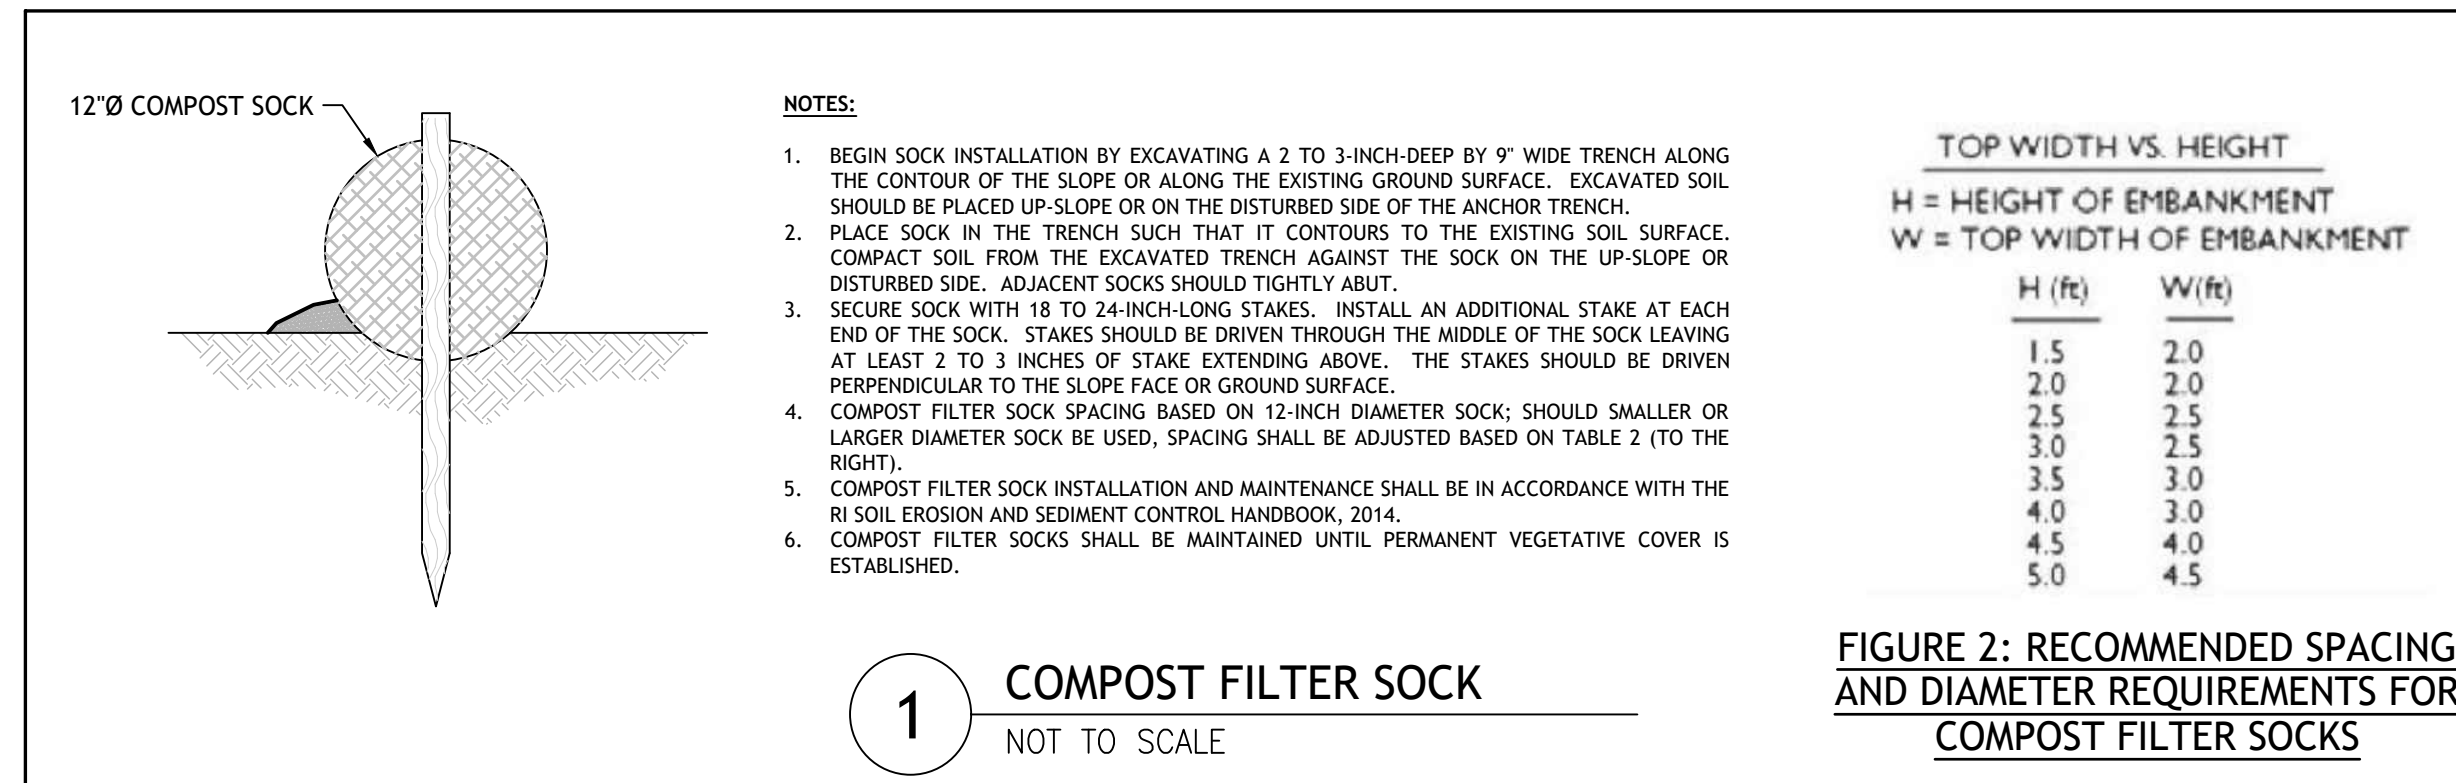 12"Ø COMPOST SOCK
NOTES:
1. BEGIN SOCK INSTALLATION BY EXCAVATING A 2 TO 3-INCH-DEEP BY 9" WIDE TRENCH ALONG
THE CONTOUR OF THE SLOPE OR ALONG THE EXISTING GROUND SURFACE. EXCAVATED SOIL
SHOULD BE PLACED UP-SLOPE OR ON THE DISTURBED SIDE OF THE ANCHOR TRENCH.
2. PLACE SOCK IN THE TRENCH SUCH THAT IT CONTOURS TO THE EXISTING SOIL SURFACE.
COMPACT SOIL FROM THE EXCAVATED TRENCH AGAINST THE SOCK ON THE UP-SLOPE OR
DISTURBED SIDE. ADJACENT SOCKS SHOULD TIGHTLY ABUT.
3. SECURE SOCK WITH 18 TO 24-INCH-LONG STAKES. INSTALL AN ADDITIONAL STAKE AT EACH
END OF THE SOCK. STAKES SHOULD BE DRIVEN THROUGH THE MIDDLE OF THE SOCK LEAVING
AT LEAST 2 TO 3 INCHES OF STAKE EXTENDING ABOVE. THE STAKES SHOULD BE DRIVEN
PERPENDICULAR TO THE SLOPE FACE OR GROUND SURFACE.
4. COMPOST FILTER SOCK SPACING BASED ON 12-INCH DIAMETER SOCK; SHOULD SMALLER OR
LARGER DIAMETER SOCK BE USED, SPACING SHALL BE ADJUSTED BASED ON TABLE 2 (TO THE
RIGHT).
5. COMPOST FILTER SOCK INSTALLATION AND MAINTENANCE SHALL BE IN ACCORDANCE WITH THE
RI SOIL EROSION AND SEDIMENT CONTROL HANDBOOK, 2014.
6. COMPOST FILTER SOCKS SHALL BE MAINTAINED UNTIL PERMANENT VEGETATIVE COVER IS
ESTABLISHED.
1 COMPOST FILTER SOCK
NOT TO SCALE
TOP WIDTH VS. HEIGHT
H = HEIGHT OF EMBANKMENT
W = TOP WIDTH OF EMBANKMENT
H (ft) W(ft)
1.5 2.0
2.0 2.0
2.5 2.5
3.0 2.5
3.5 3.0
4.0 3.0
4.5 4.0
5.0 4.5
FIGURE 2: RECOMMENDED SPACING
AND DIAMETER REQUIREMENTS FOR
COMPOST FILTER SOCKS